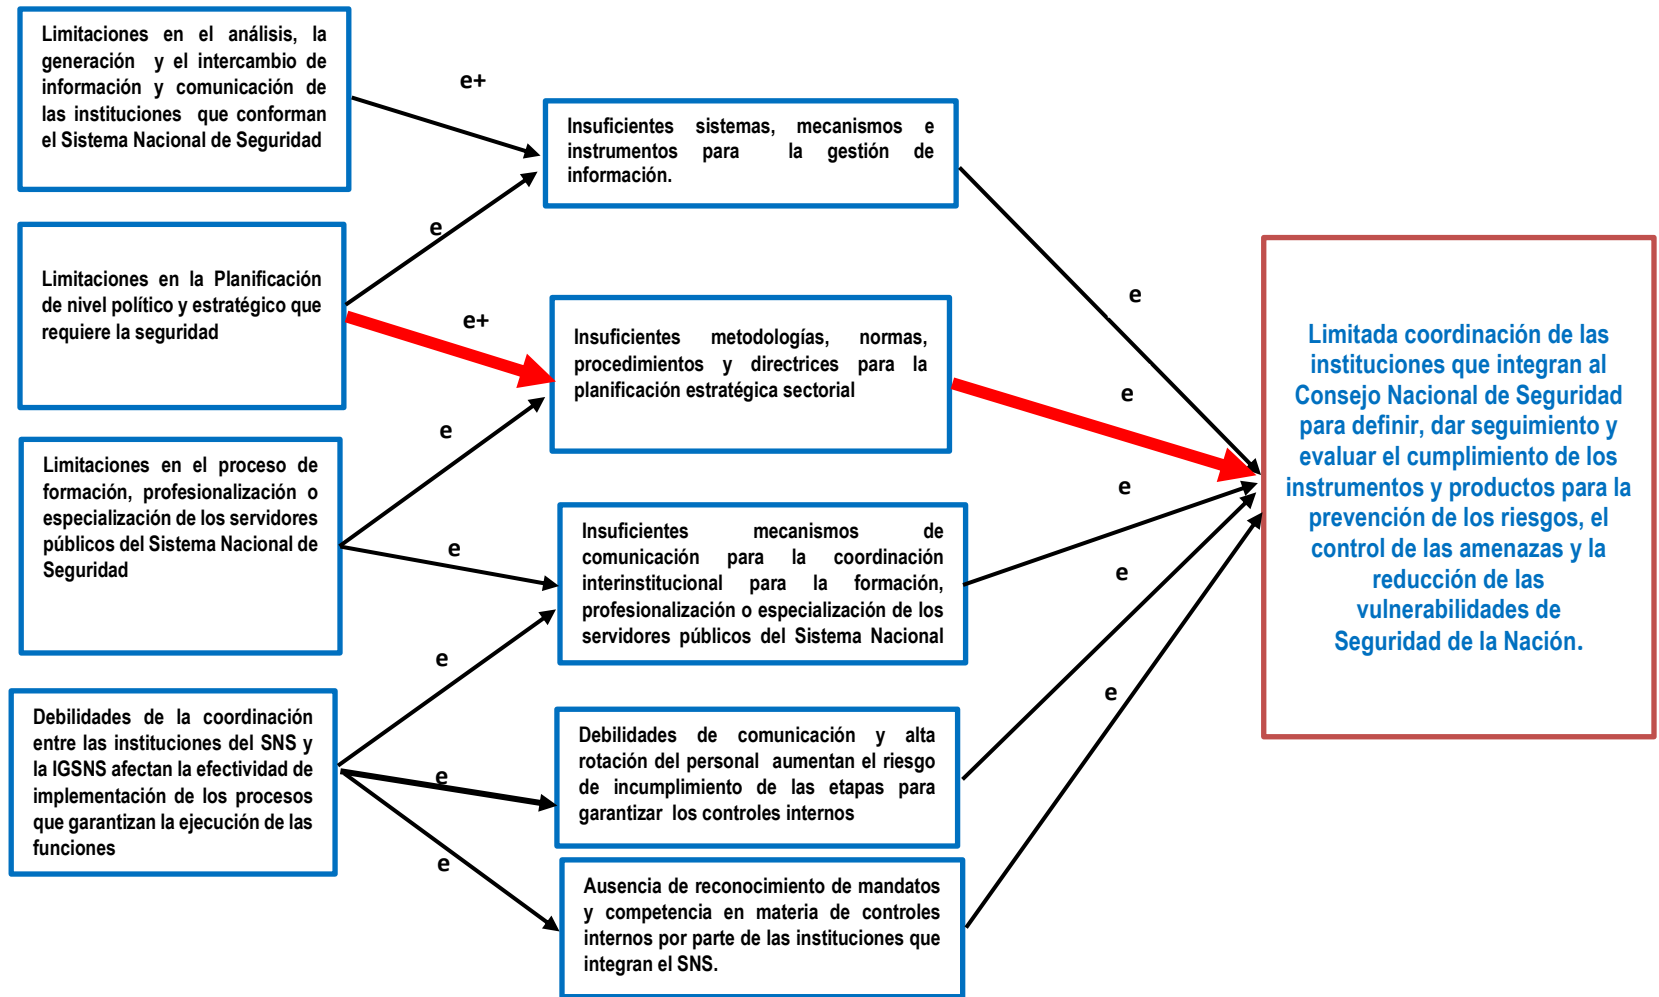 Limitaciones en el análisis, la
generación y el intercambio de
información y comunicación de
las instituciones que conforman
el Sistema Nacional de Seguridad
e+
Insuficientes sistemas, mecanismos e
instrumentos para la gestión de
información.
e
Limitaciones en la Planificación
de nivel político y estratégico que
requiere la seguridad
e+
Insuficientes metodologías, normas,
procedimientos y directrices para la
planificación estratégica sectorial
e
e
Limitada coordinación de las
instituciones que integran al
Consejo Nacional de Seguridad
para definir, dar seguimiento y
evaluar el cumplimiento de los
instrumentos y productos para la
prevención de los riesgos, el
control de las amenazas y la
reducción de las
vulnerabilidades de
Seguridad de la Nación.
e
Limitaciones en el proceso de
formación, profesionalización o
especialización de los servidores
públicos del Sistema Nacional de
Seguridad
e
e
Insuficientes mecanismos de
comunicación para la coordinación
interinstitucional para la formación,
profesionalización o especialización de los
servidores públicos del Sistema Nacional
e
e
e
Debilidades de la coordinación
entre las instituciones del SNS y
la IGSNS afectan la efectividad de
implementación de los procesos
que garantizan la ejecución de las
funciones
e
Debilidades de comunicación y alta
rotación del personal aumentan el riesgo
de incumplimiento de las etapas para
garantizar los controles internos
e
e
Ausencia de reconocimiento de mandatos
y competencia en materia de controles
internos por parte de las instituciones que
integran el SNS.